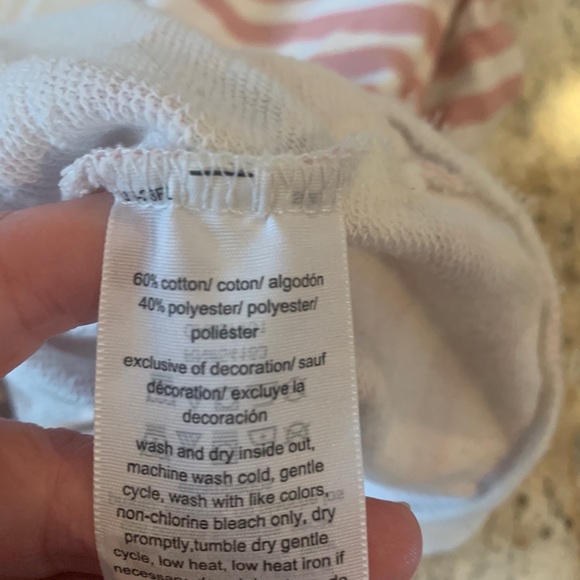 60% cotton/ coton/ algodón
40% polyester/ polyester/
poliéster
exclusive of decoration/ sauf
décoration/ excluye la
decoración
wash and dry inside out,
machine wash cold, gentle
cycle, wash with like colors,
non-chlorine bleach only, dry
promptly,tumble dry gentle
cycle, low heat, low heat iron if
necessary